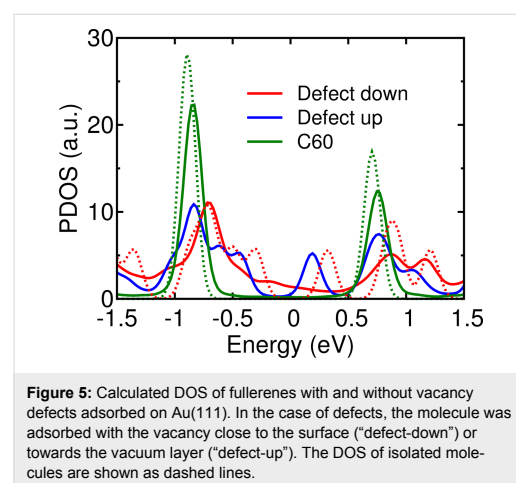 30
20
10
0
PDOS (a.u.)
Defect down
Defect up
C60
-1.5 -1 -0.5 0 0.5 1 1.5
Energy (eV)
Figure 5: Calculated DOS of fullerenes with and without vacancy
defects adsorbed on Au(111). In the case of defects, the molecule was
adsorbed with the vacancy close to the surface (“defect-down”) or
towards the vacuum layer (“defect-up”). The DOS of isolated mole-
cules are shown as dashed lines.